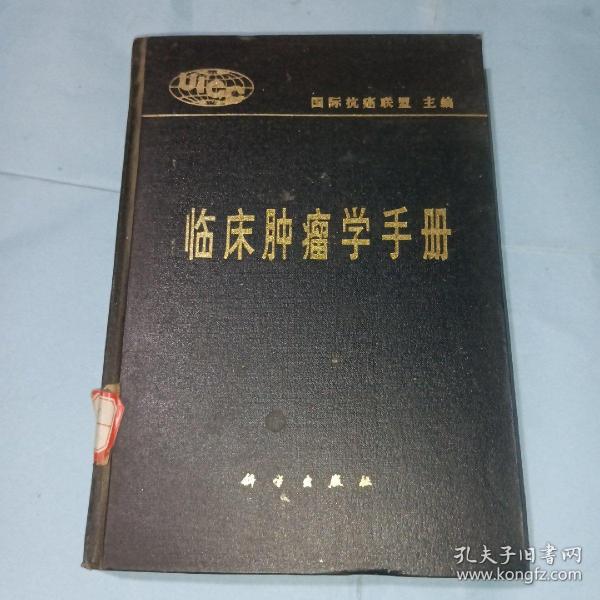 uicc
国际抗癌联盟 主编
临床肿瘤学手册
科学出版社
孔夫子旧书网
www.kongfz.com